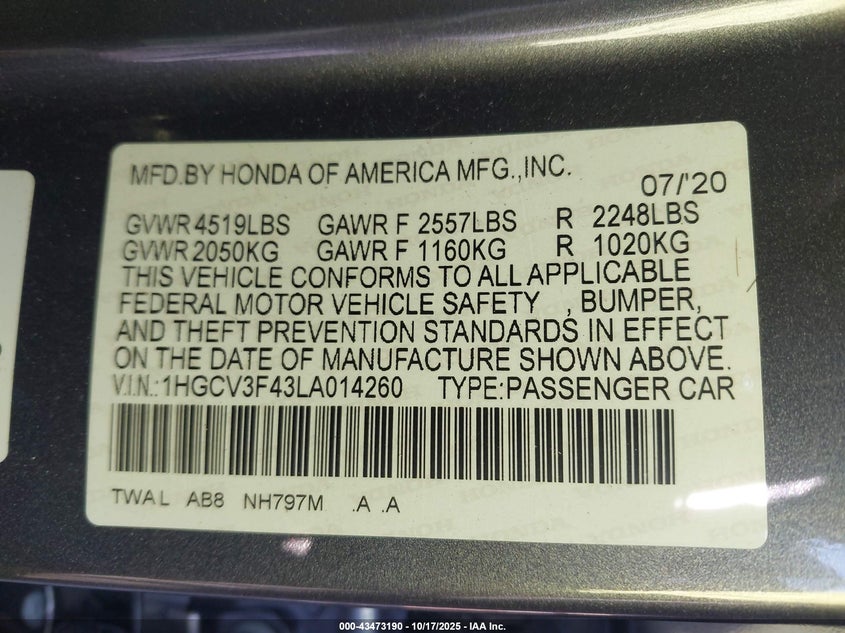 MFD.BY HONDA OF AMERICA MFG.,INC.
07/'20
GVWR 4519LBS GAWR F 2557LBS R 2248LBS
GVWR 2050KG GAWR F 1160KG R 1020KG
THIS VEHICLE CONFORMS TO ALL APPLICABLE
FEDERAL MOTOR VEHICLE SAFETY , BUMPER,
AND THEFT PREVENTION STANDARDS IN EFFECT
ON THE DATE OF MANUFACTURE SHOWN ABOVE.
V.I.N.:1HGCV3F43LA014260 TYPE:PASSENGER CAR
TWA L AB8 NH797M .A .A
000-43473190 - 10/17/2025 - IAA Inc.